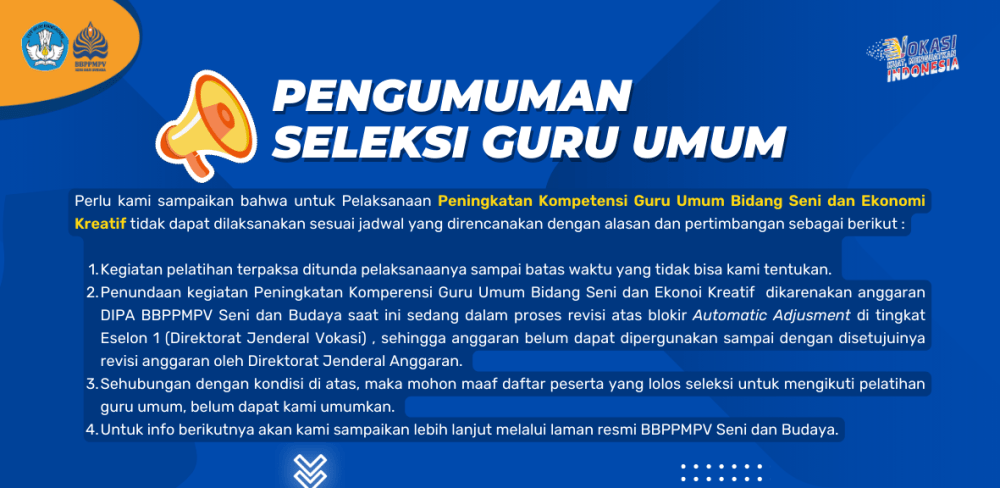 BBPPMPV
VOKASI
KUAT, MENGUATKAN
INDONESIA
PENGUMUMAN
SELEKSI GURU UMUM
Perlu kami sampaikan bahwa untuk Pelaksanaan Peningkatan Kompetensi Guru Umum Bidang Seni dan Ekonomi
Kreatif tidak dapat dilaksanakan sesuai jadwal yang direncanakan dengan alasan dan pertimbangan sebagai berikut :
1. Kegiatan pelatihan terpaksa ditunda pelaksanaanya sampai batas waktu yang tidak bisa kami tentukan.
2. Penundaan kegiatan Peningkatan Komperensi Guru Umum Bidang Seni dan Ekonoi Kreatif dikarenakan anggaran
DIPA BBPPMPV Seni dan Budaya saat ini sedang dalam proses revisi atas blokir Automatic Adjusment di tingkat
Eselon 1 (Direktorat Jenderal Vokasi) , sehingga anggaran belum dapat dipergunakan sampai dengan disetujuinya
revisi anggaran oleh Direktorat Jenderal Anggaran.
3. Sehubungan dengan kondisi di atas, maka mohon maaf daftar peserta yang lolos seleksi untuk mengikuti pelatihan
guru umum, belum dapat kami umumkan.
4. Untuk info berikutnya akan kami sampaikan lebih lanjut melalui laman resmi BBPPMPV Seni dan Budaya.